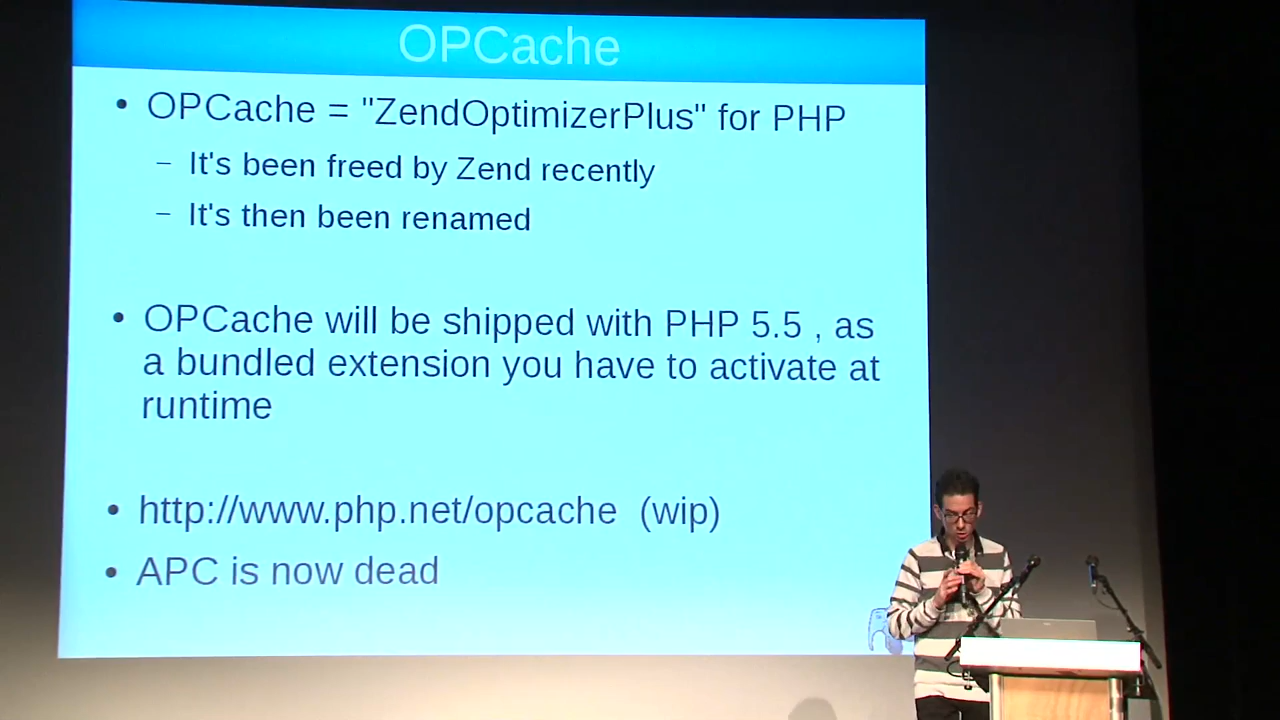 OPCache
• OPCache = "ZendOptimizerPlus" for PHP
– It's been freed by Zend recently
– It's then been renamed
• OPCache will be shipped with PHP 5.5 , as
a bundled extension you have to activate at
runtime
• http://www.php.net/opcache (wip)
• APC is now dead